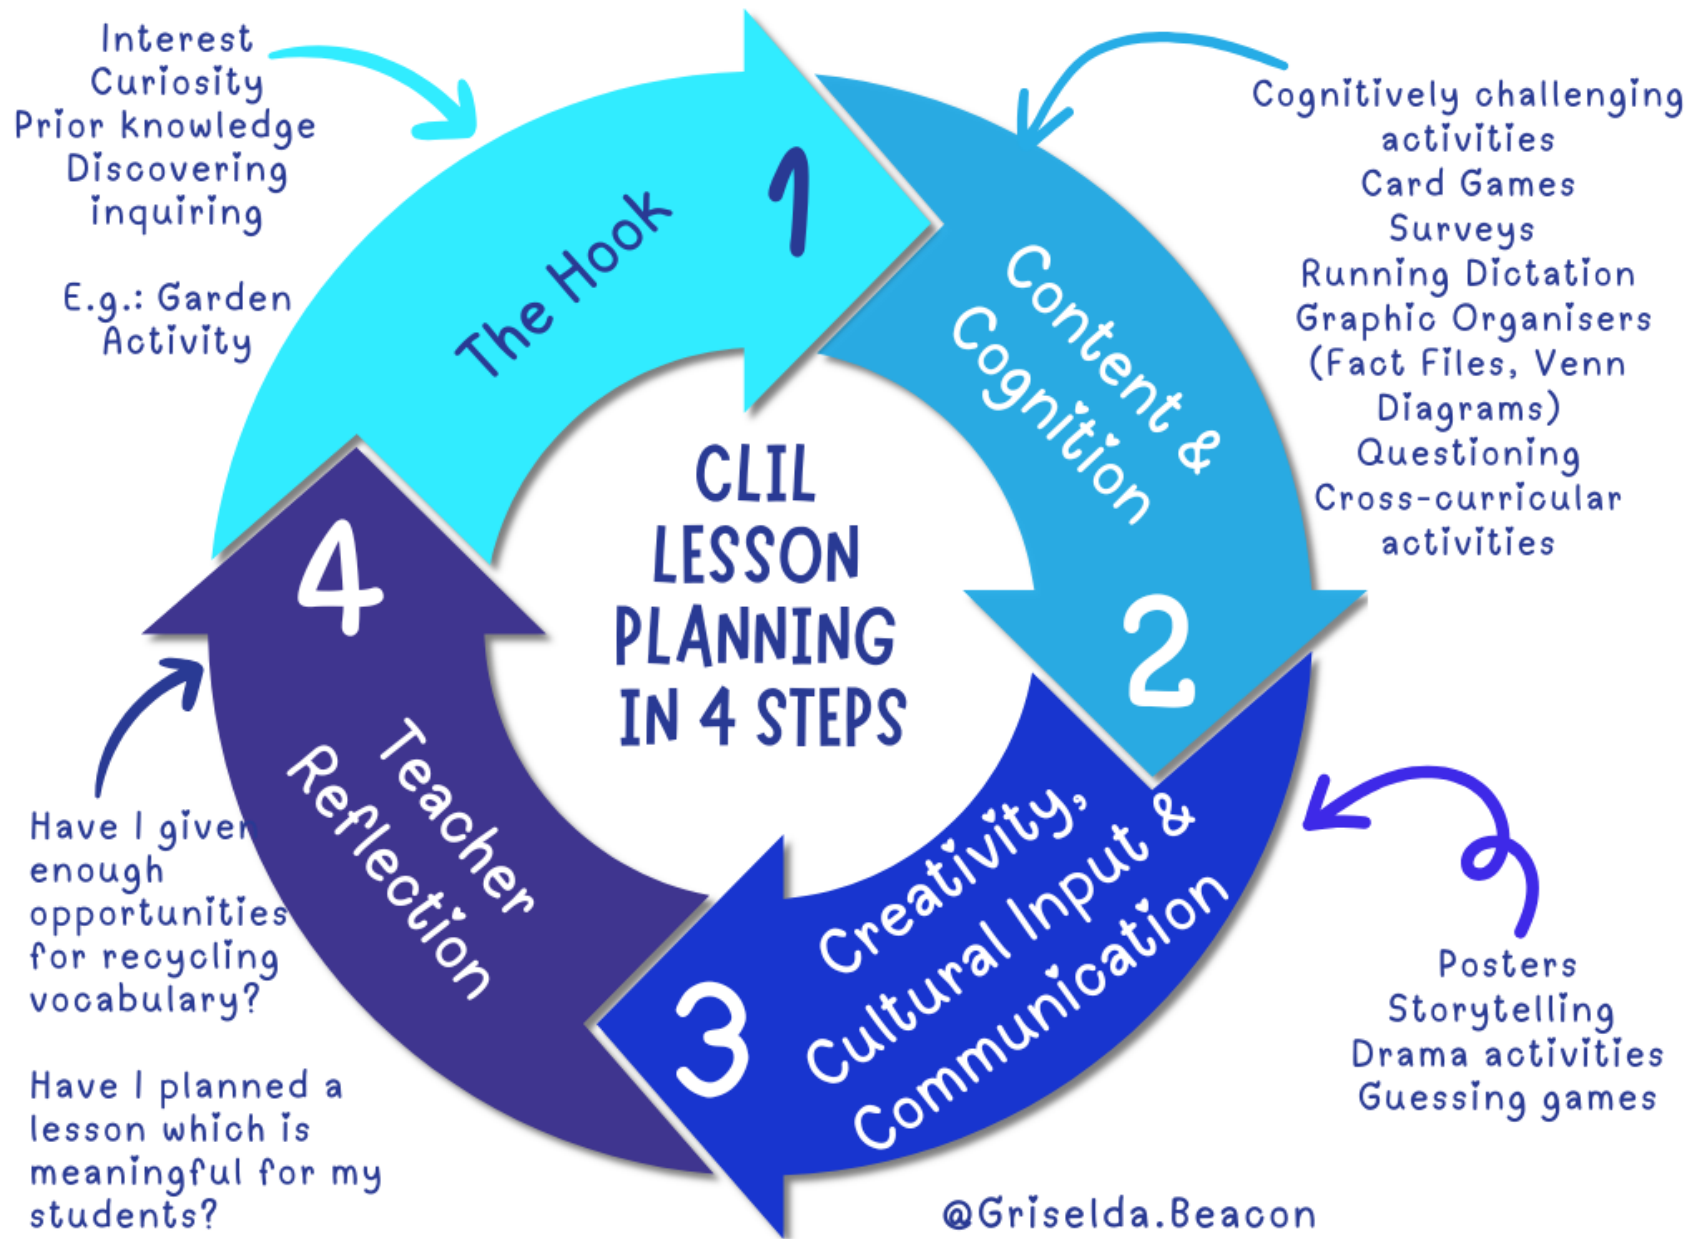 Interest
Curiosity
Prior knowledge
Discovering
inquiring
E.g.: Garden
Activity
The Hook
1
Cognitively challenging
activities
Card Games
Surveys
Running Dictation
Graphic Organisers
(Fact Files, Venn
Diagrams)
Questioning
Cross-curricular
activities
Content &
Cognition
2
CLIL
LESSON
PLANNING
IN 4 STEPS
Creativity,
Cultural Input &
Communication
3
Posters
Storytelling
Drama activities
Guessing games
4
Teacher
Reflection
Have I given
enough
opportunities
for recycling
vocabulary?
Have I planned a
lesson which is
meaningful for my
students?
@Griselda.Beacon